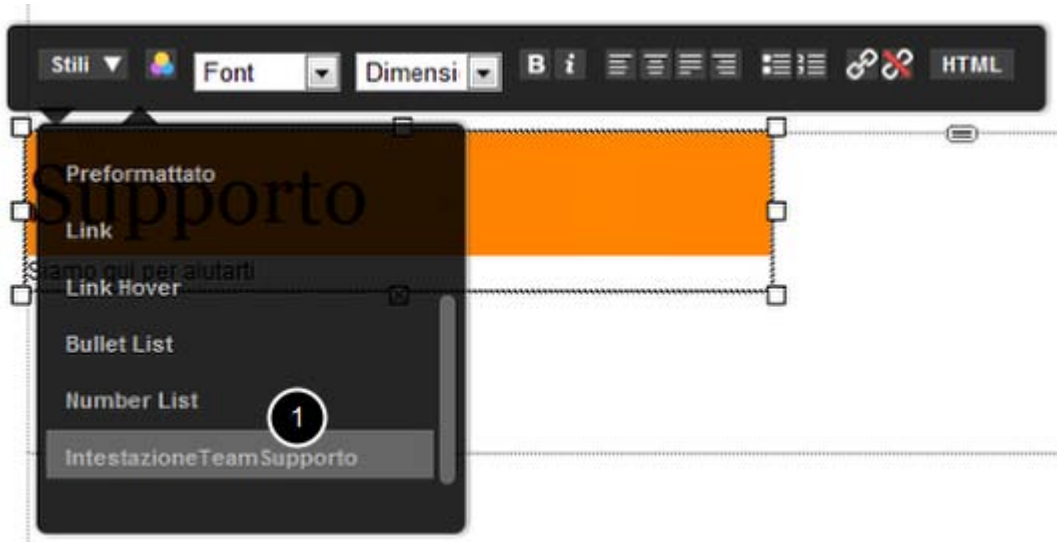 Stili Font Dimensi B i HTML
Preformattato
Supporto
Link
Siamo qui per aiutarti
Link Hover
Bullet List
Number List
1
IntestazioneTeamSupporto